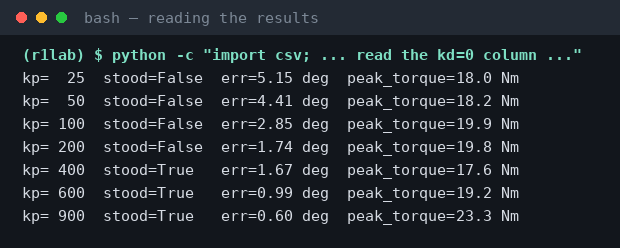 bash — reading the results
(r1lab) $ python -c "import csv; ... read the kd=0 column ..."
kp=  25  stood=False  err=5.15 deg  peak_torque=18.0 Nm
kp=  50  stood=False  err=4.41 deg  peak_torque=18.2 Nm
kp= 100  stood=False  err=2.85 deg  peak_torque=19.9 Nm
kp= 200  stood=False  err=1.74 deg  peak_torque=19.8 Nm
kp= 400  stood=True   err=1.67 deg  peak_torque=17.6 Nm
kp= 600  stood=True   err=0.99 deg  peak_torque=19.2 Nm
kp= 900  stood=True   err=0.60 deg  peak_torque=23.3 Nm